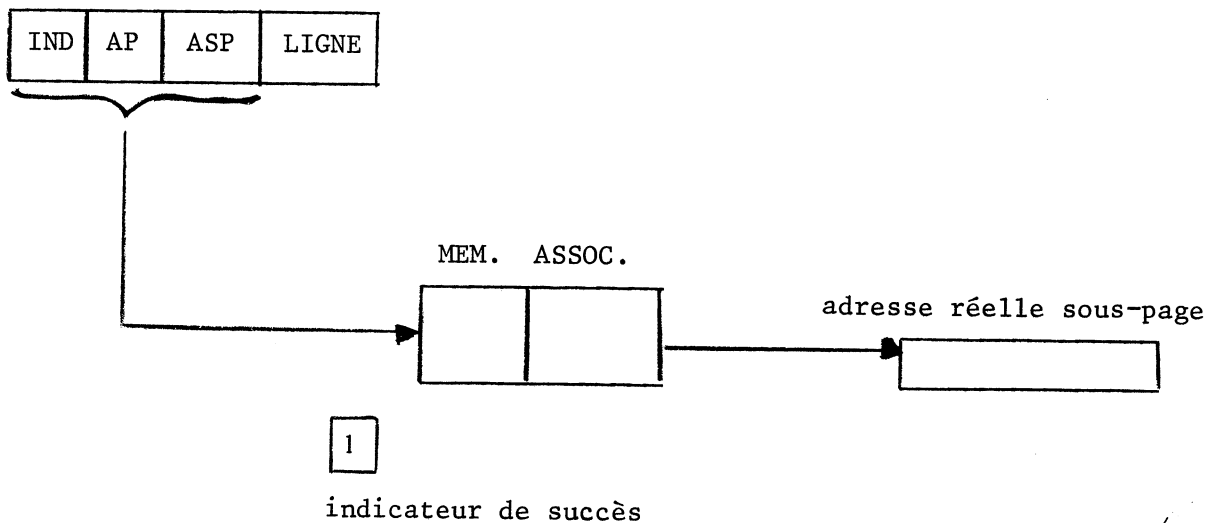 IND AP ASP LIGNE
MEM. ASSOC.
adresse réelle sous-page
1
indicateur de succès